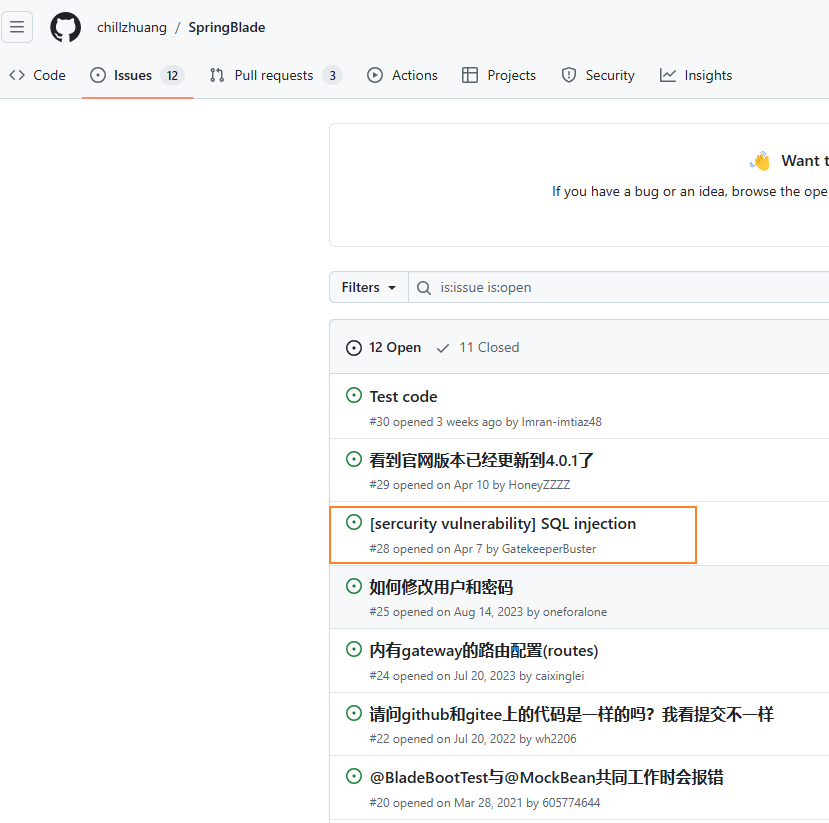 chillzhuang / SpringBlade
Code Issues 12 Pull requests 3 Actions Projects Security Insights
Want t
If you have a bug or an idea, browse the ope
Filters is:issue is:open
12 Open 11 Closed
Test code
#30 opened 3 weeks ago by Imran-imtiaz48
看到官网版本已经更新到4.0.1了
#29 opened on Apr 10 by HoneyZZZZ
[sercurity vulnerability] SQL injection
#28 opened on Apr 7 by GatekeeperBuster
如何修改用户和密码
#25 opened on Aug 14, 2023 by oneforalone
内有gateway的路由配置(routes)
#24 opened on Jul 20, 2023 by caixinglei
请问github和gitee上的代码是一样的吗？我看提交不一样
#22 opened on Jul 20, 2022 by wh2206
@BladeBootTest与@MockBean共同工作时会报错
#20 opened on Mar 28, 2021 by 605774644